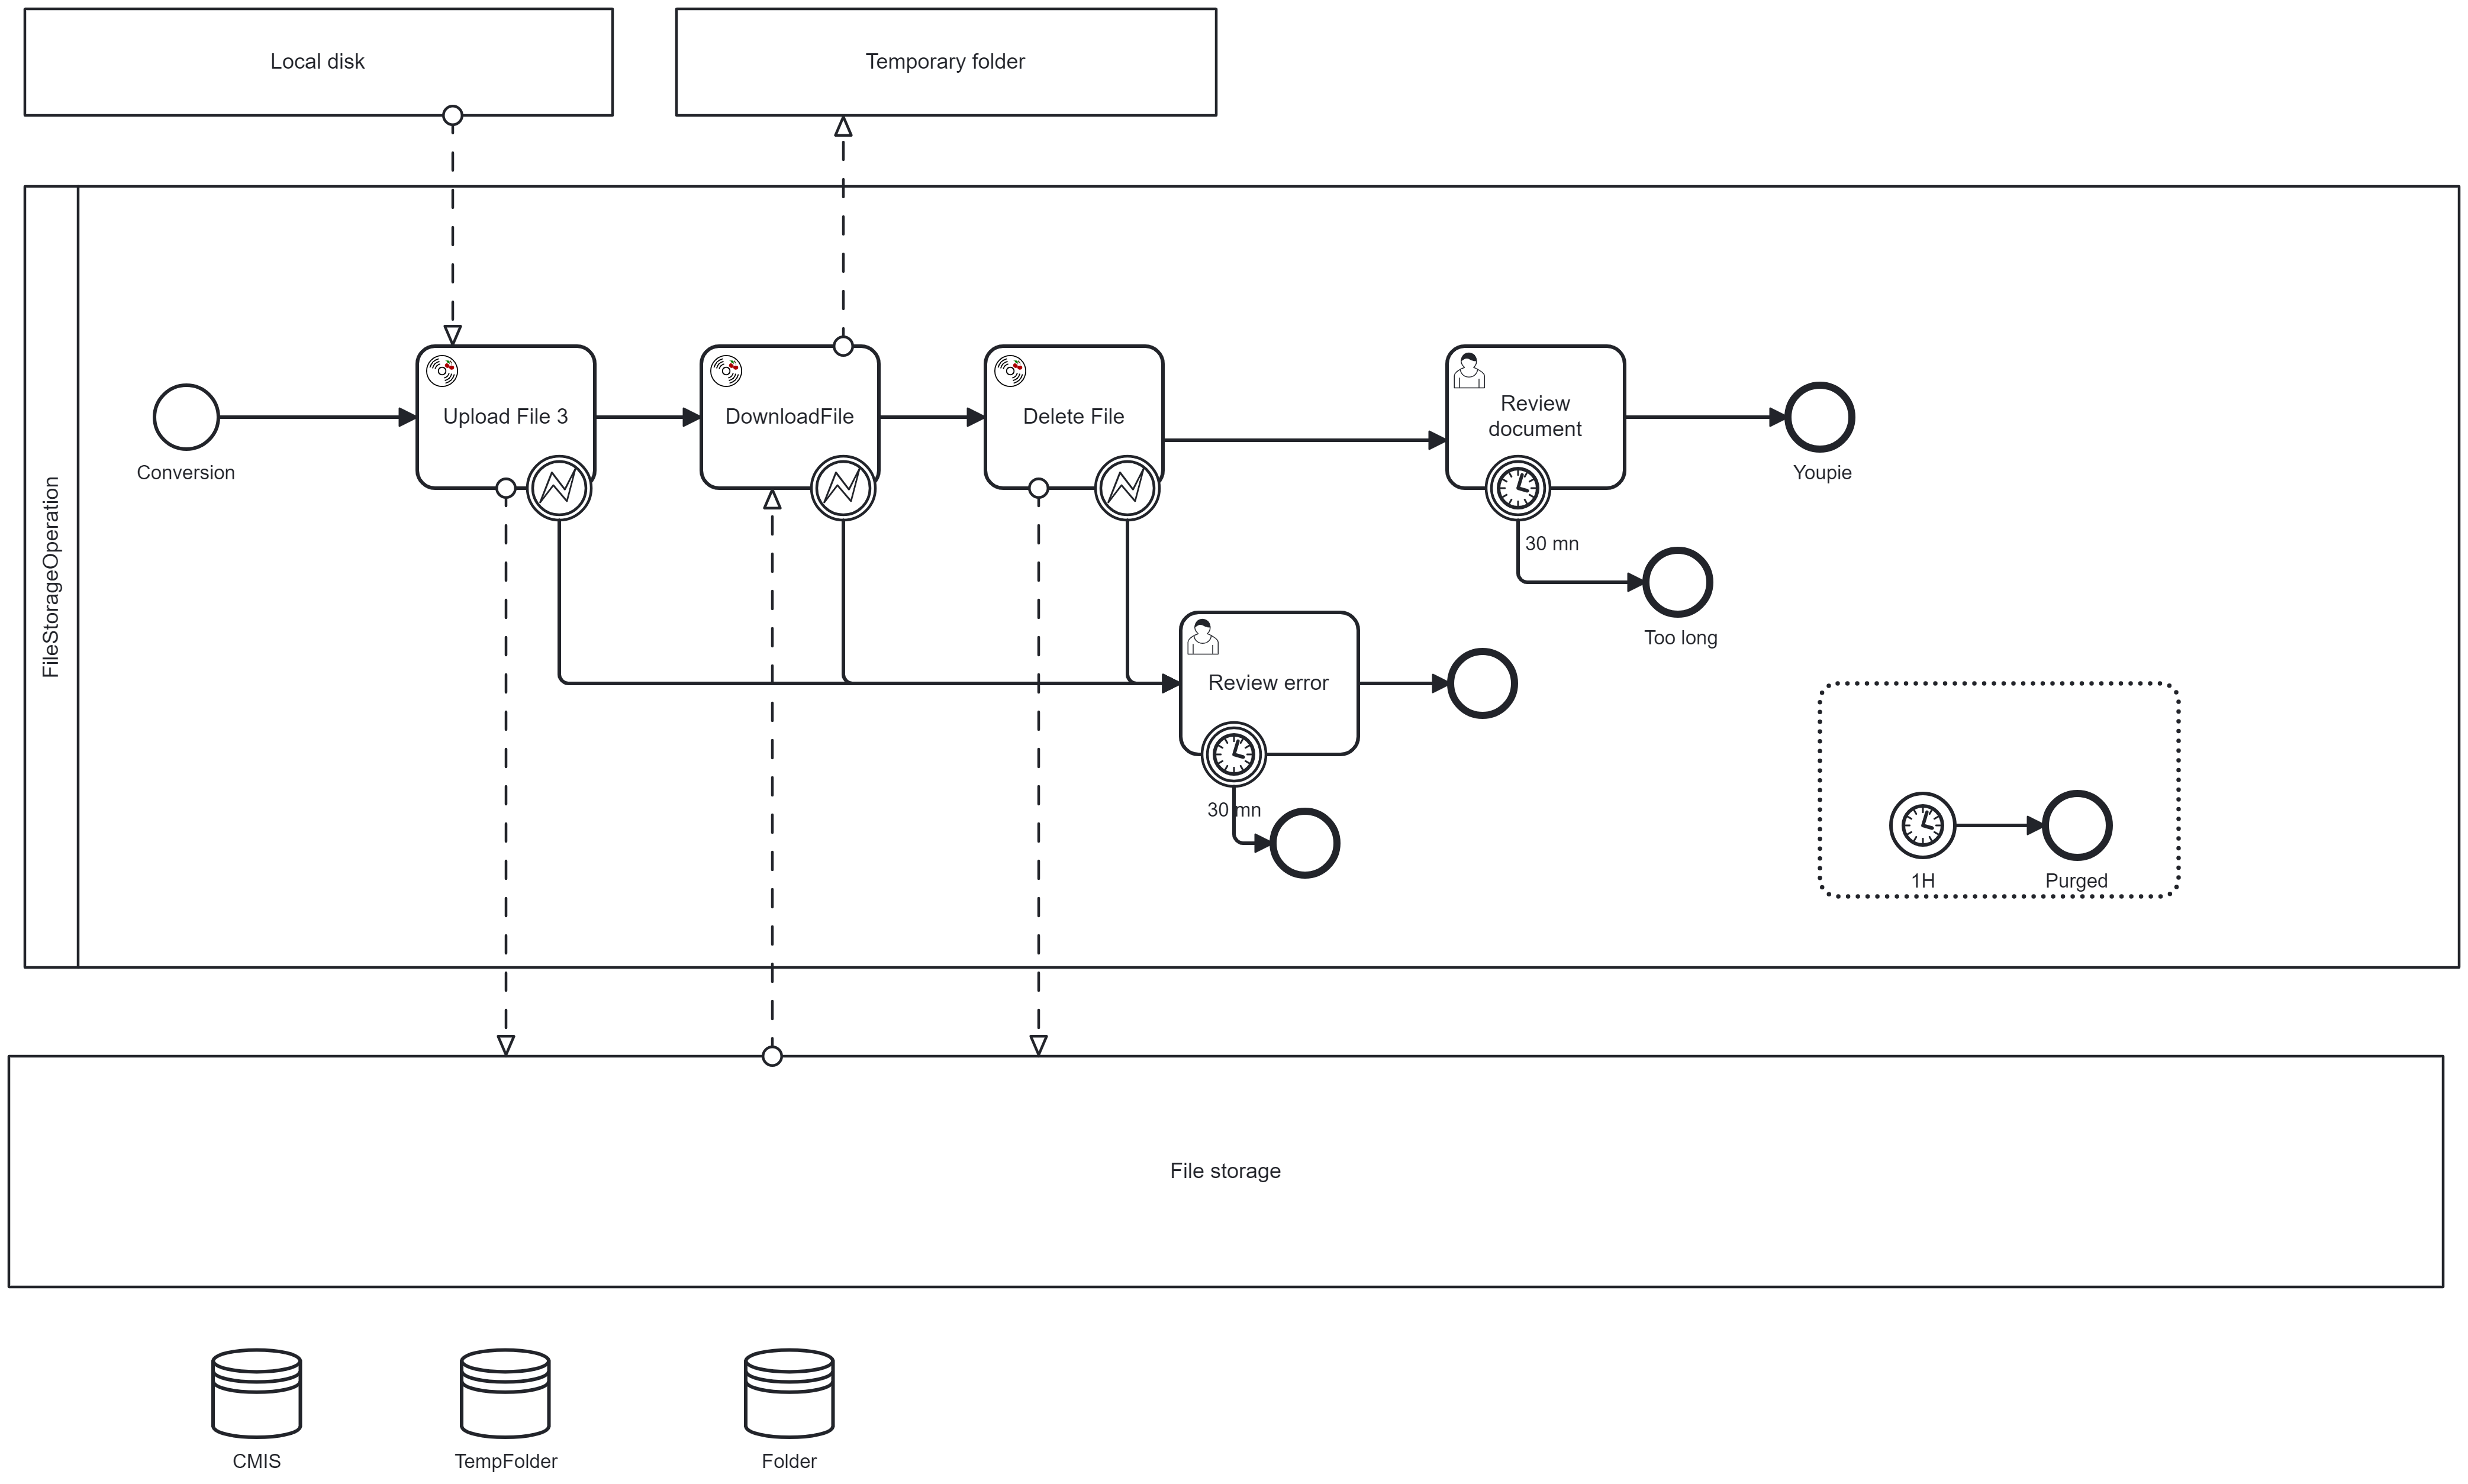 Local disk
Temporary folder
FileStorageOperation
Conversion
Upload File 3
DownloadFile
Delete File
Review
document
Youpie
30 mn
Too long
Review error
30 mn
1H
Purged
File storage
CMIS
TempFolder
Folder